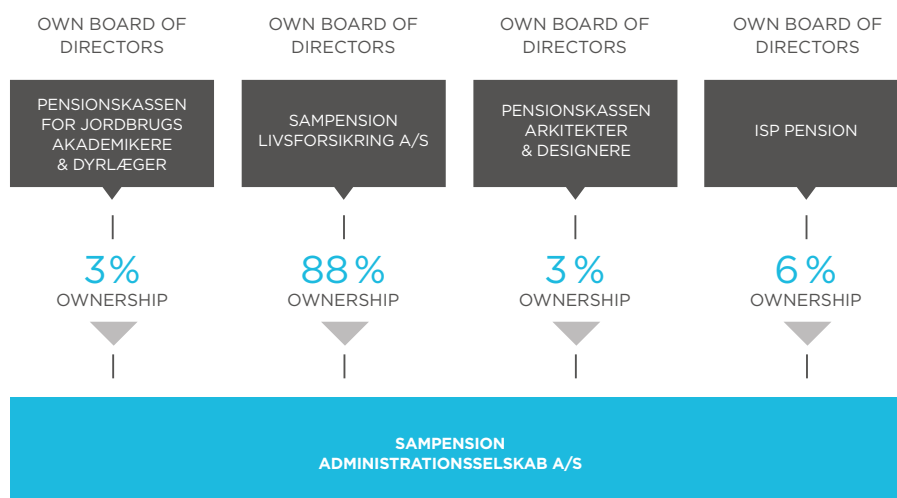 OWN BOARD OF
DIRECTORS
PENSIONSKASSEN
FOR JORDBRUGS
AKADEMIKERE
& DYRLÆGER
3%
OWNERSHIP
OWN BOARD OF
DIRECTORS
SAMPENSION
LIVSFORSIKRING A/S
88%
OWNERSHIP
OWN BOARD OF
DIRECTORS
PENSIONSKASSEN
ARKITEKTER
& DESIGNERE
3%
OWNERSHIP
OWN BOARD OF
DIRECTORS
ISP PENSION
6%
OWNERSHIP
SAMPENSION
ADMINISTRATIONSSELSKAB A/S